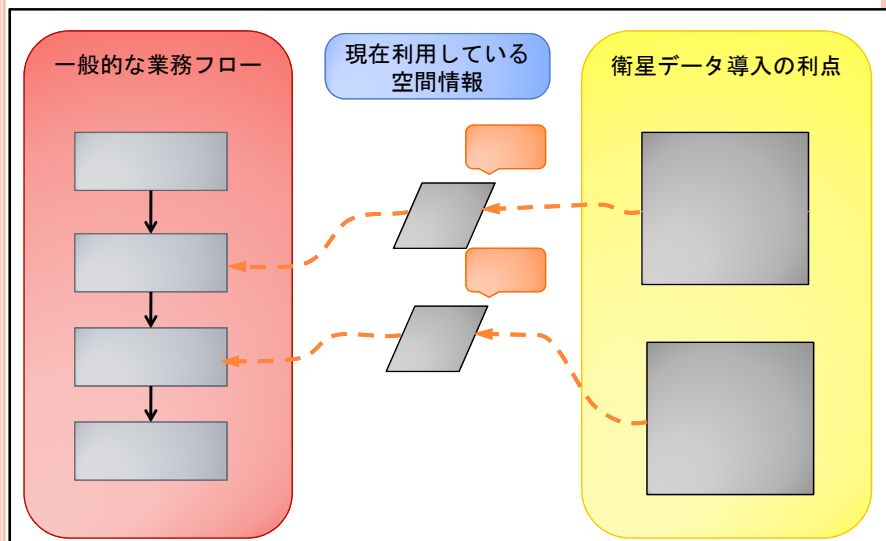 一般的な業務フロー
現在利用している
空間情報
衛星データ導入の利点